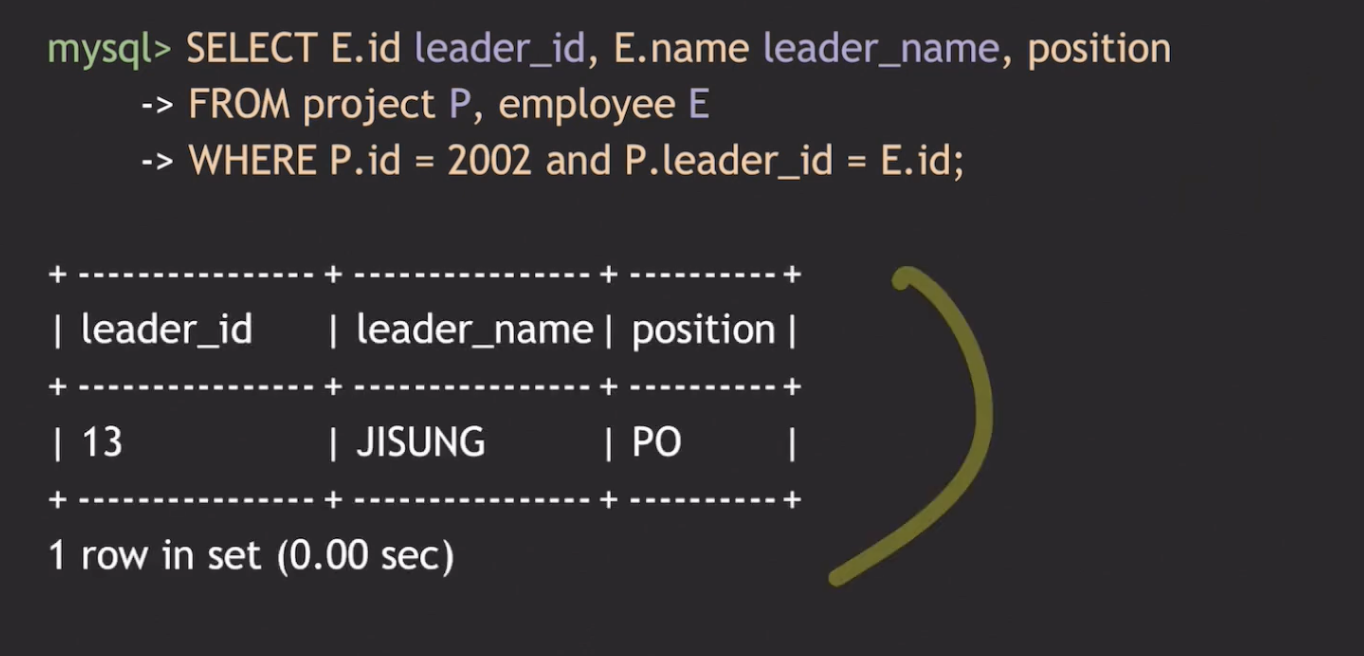 mysql> SELECT E.id leader_id, E.name leader_name, position
-> FROM project P, employee E
-> WHERE P.id = 2002 and P.leader_id = E.id;
+ ---------------- + ---------------- + ---------- +
| leader_id | leader_name | position |
+ ---------------- + ---------------- + ---------- +
| 13 | JISUNG | PO |
+ ---------------- + ---------------- + ---------- +
1 row in set (0.00 sec)